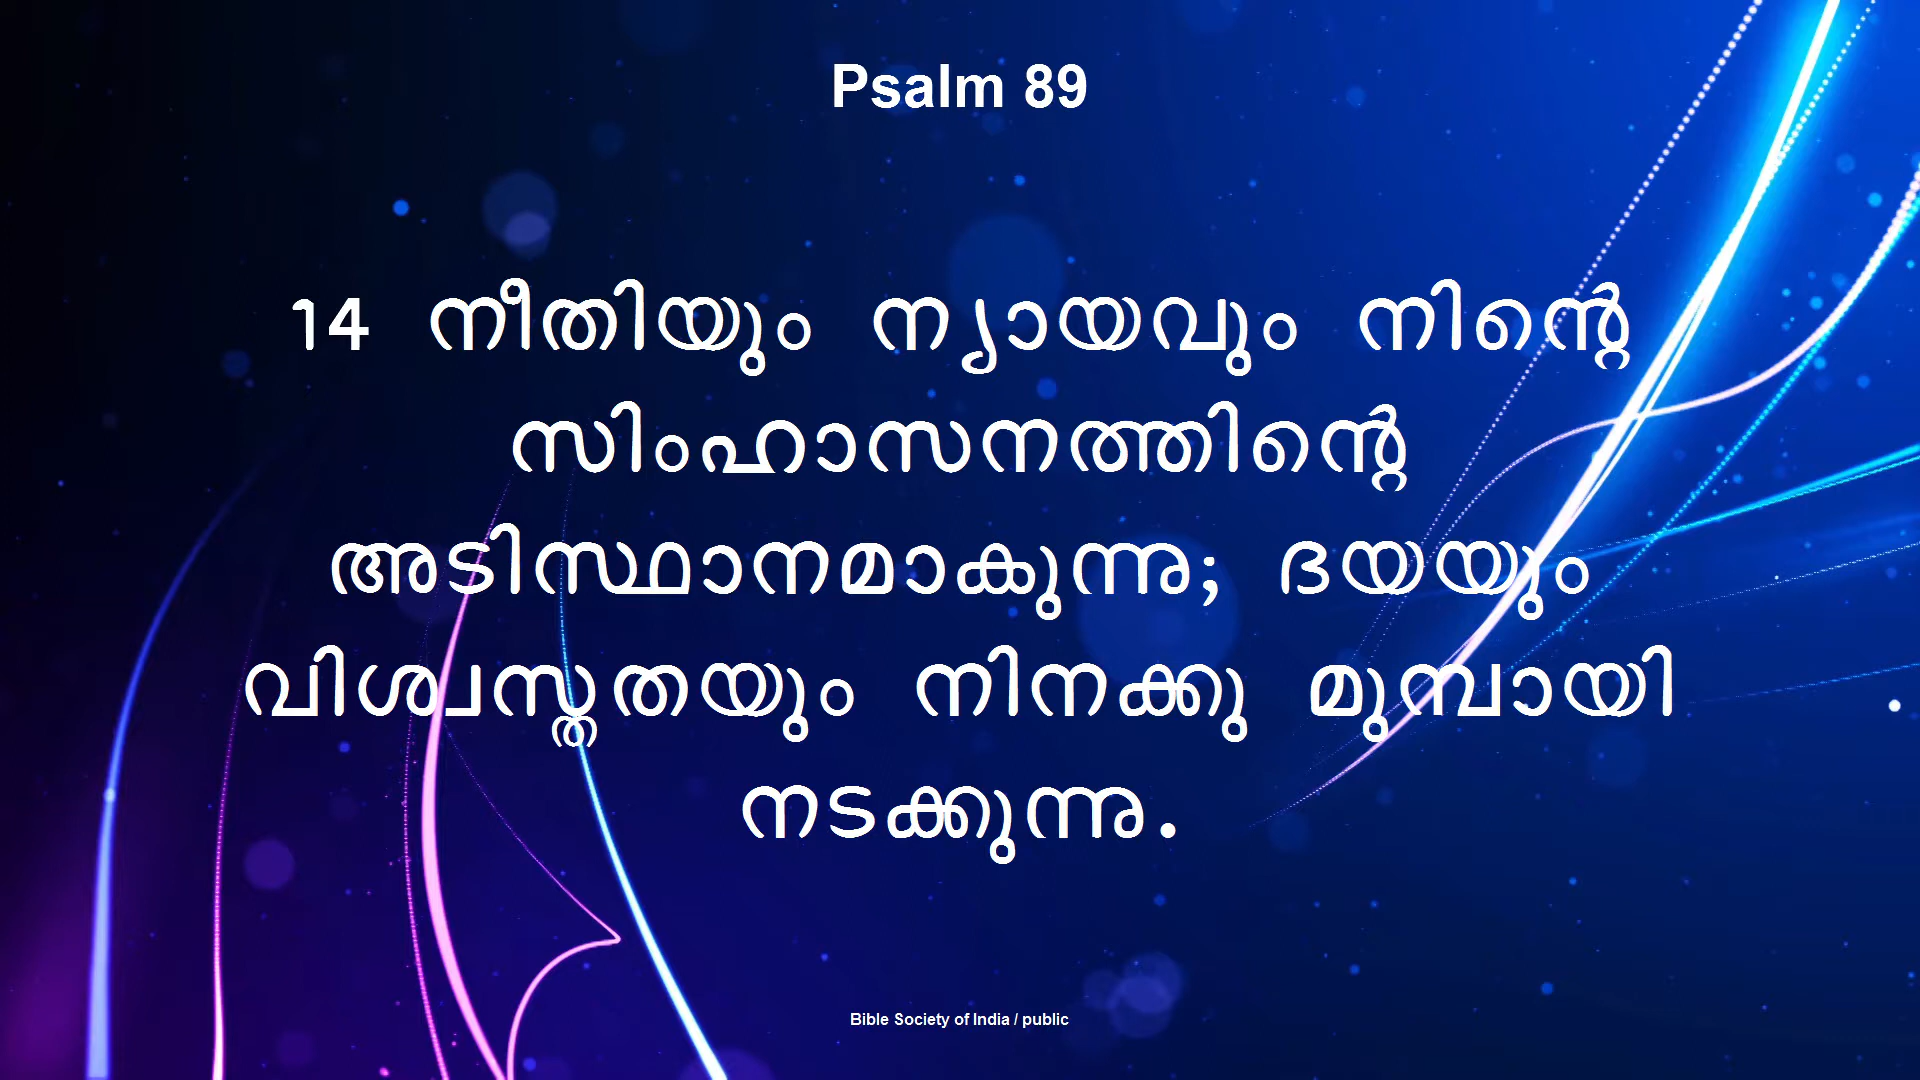 Psalm 89
14 നീതിയും ന്യായവും നിന്റെ
സിംഹാസനത്തിന്റെ
അടിസ്ഥാനമാകുന്നു; ദയയും
വിശ്വസ്തതയും നിനക്കു മുമ്പായി
നടക്കുന്നു.
Bible Society of India / public